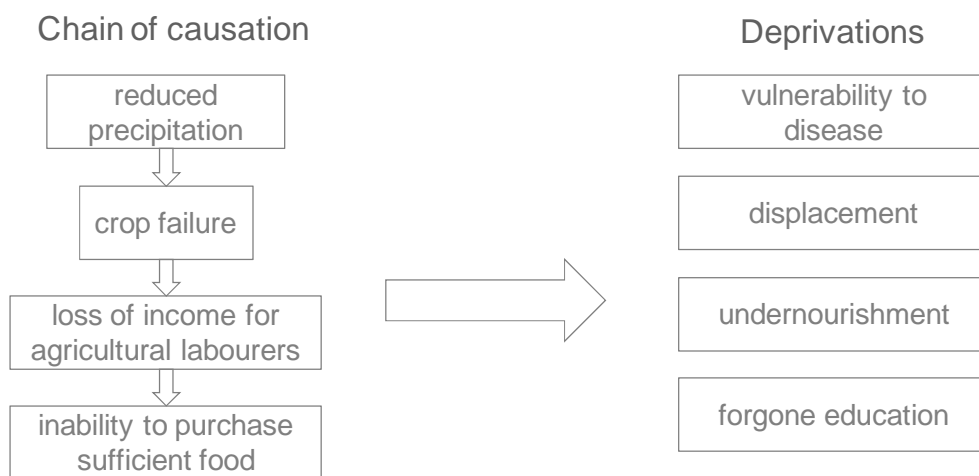 Chain of causation
reduced
precipitation
crop failure
loss of income for
agricultural labourers
inability to purchase
sufficient food
Deprivations
vulnerability to
disease
displacement
undernourishment
forgone education